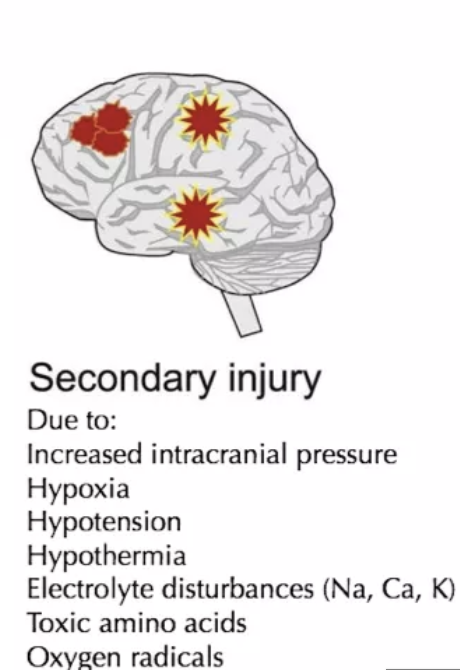 Secondary injury
Due to:
Increased intracranial pressure
Hypoxia
Hypotension
Hypothermia
Electrolyte disturbances (Na, Ca, K)
Toxic amino acids
Oxygen radicals